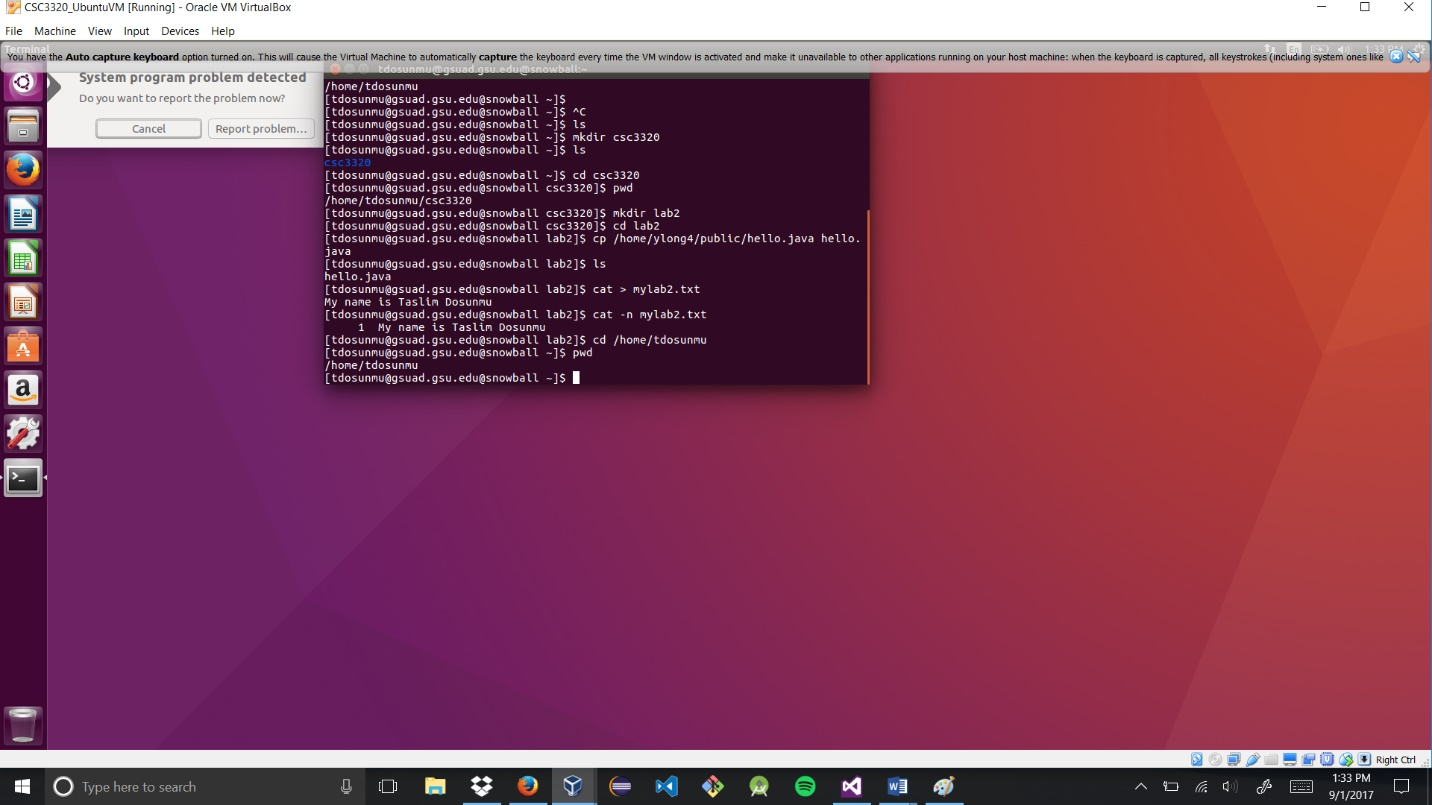 CSC3320_UbuntuVM [Running] - Oracle VM VirtualBox
File Machine View Input Devices Help
Terminal
1:33 PM
You have the Auto capture keyboard option turned on. This will cause the Virtual Machine to automatically capture the keyboard every time the VM window is activated and make it unavailable to other applications running on your host machine: when the keyboard is captured, all keystrokes (including system ones like
tdosunmu@gsuad.gsu.edu@snowball:~
System program problem detected
Do you want to report the problem now?
Cancel Report problem...
/home/tdosunmu
[tdosunmu@gsuad.gsu.edu@snowball ~]$
[tdosunmu@gsuad.gsu.edu@snowball ~]$ ^C
[tdosunmu@gsuad.gsu.edu@snowball ~]$ ls
[tdosunmu@gsuad.gsu.edu@snowball ~]$ mkdir csc3320
[tdosunmu@gsuad.gsu.edu@snowball ~]$ ls
csc3320
[tdosunmu@gsuad.gsu.edu@snowball ~]$ cd csc3320
[tdosunmu@gsuad.gsu.edu@snowball csc3320]$ pwd
/home/tdosunmu/csc3320
[tdosunmu@gsuad.gsu.edu@snowball csc3320]$ mkdir lab2
[tdosunmu@gsuad.gsu.edu@snowball csc3320]$ cd lab2
[tdosunmu@gsuad.gsu.edu@snowball lab2]$ cp /home/ylong4/public/hello.java hello.
java
[tdosunmu@gsuad.gsu.edu@snowball lab2]$ ls
hello.java
[tdosunmu@gsuad.gsu.edu@snowball lab2]$ cat > mylab2.txt
My name is Taslim Dosunmu
[tdosunmu@gsuad.gsu.edu@snowball lab2]$ cat -n mylab2.txt
1 My name is Taslim Dosunmu
[tdosunmu@gsuad.gsu.edu@snowball lab2]$ cd /home/tdosunmu
[tdosunmu@gsuad.gsu.edu@snowball ~]$ pwd
/home/tdosunmu
[tdosunmu@gsuad.gsu.edu@snowball ~]$
Right Ctrl
Type here to search
1:33 PM
9/1/2017